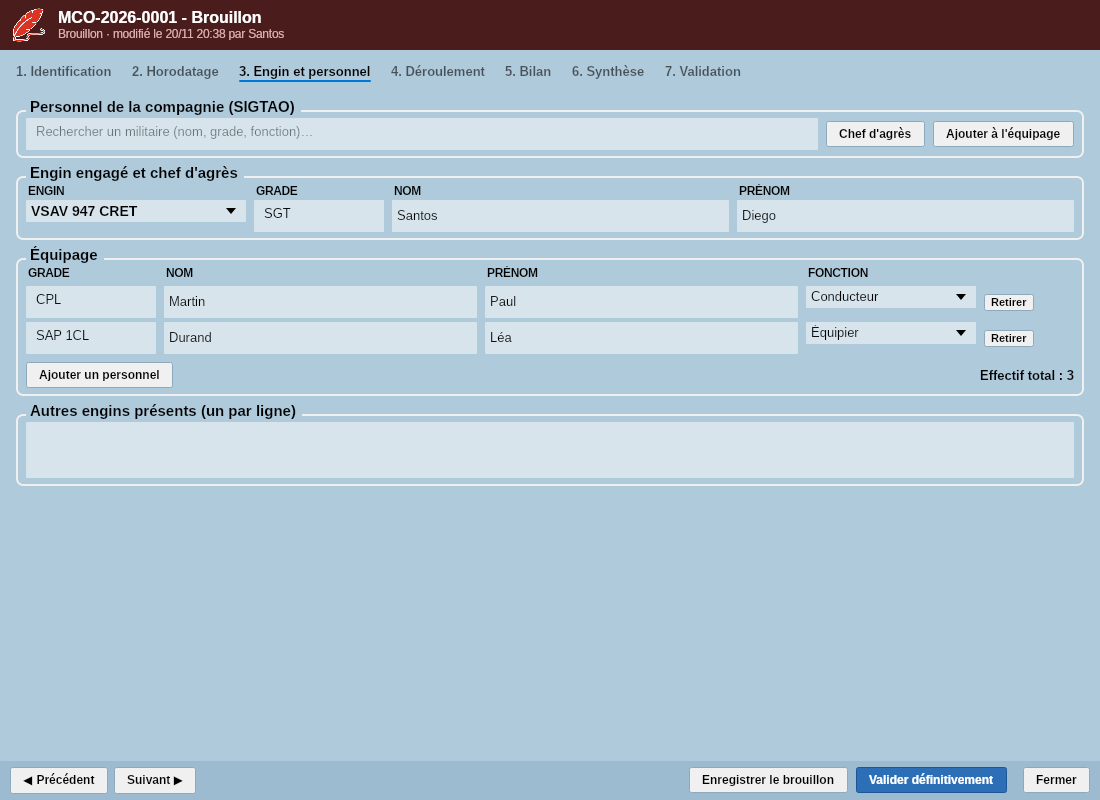 MCO-2026-0001 - Brouillon
Brouillon · modifié le 20/11 20:38 par Santos
1. Identification 2. Horodatage 3. Engin et personnel 4. Déroulement 5. Bilan 6. Synthèse 7. Validation
Personnel de la compagnie (SIGTAO)
Rechercher un militaire (nom, grade, fonction)… Chef d'agrès Ajouter à l'équipage
Engin engagé et chef d'agrès
ENGIN GRADE NOM PRÉNOM
VSAV 947 CRET SGT Santos Diego
Équipage
GRADE NOM PRÉNOM FONCTION
CPL Martin Paul Conducteur Retirer
SAP 1CL Durand Léa Équipier Retirer
Ajouter un personnel Effectif total : 3
Autres engins présents (un par ligne)
◀ Précédent Suivant ▶ Enregistrer le brouillon Valider définitivement Fermer